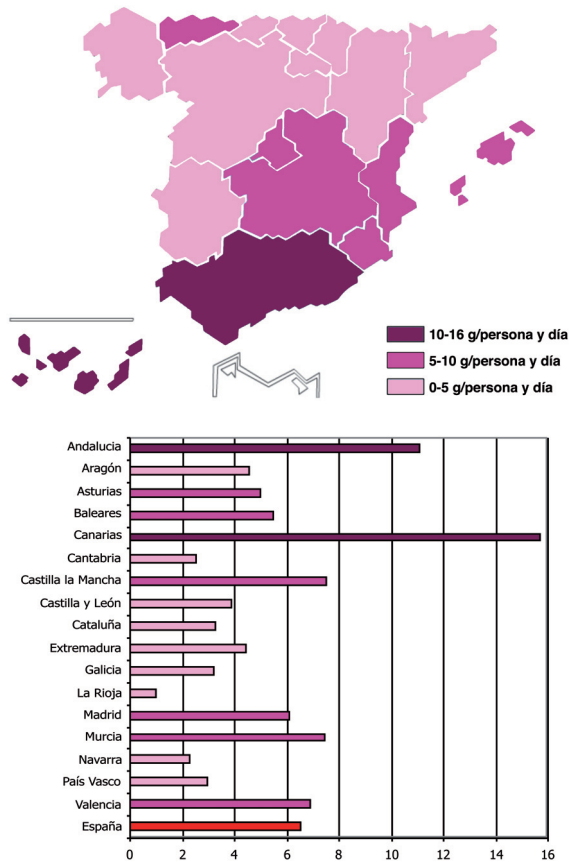 10-16 g/persona y día
5-10 g/persona y día
0-5 g/persona y día
Andalucia
Aragón
Asturias
Baleares
Canarias
Cantabria
Castilla la Mancha
Castilla y León
Cataluña
Extremadura
Galicia
La Rioja
Madrid
Murcia
Navarra
País Vasco
Valencia
España
0 2 4 6 8 10 12 14 16